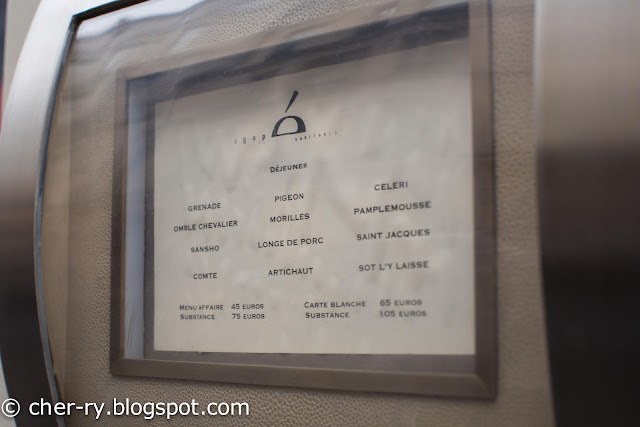 agapé
substance
DÉJEUNER
GRENADE PIGEON CELERI
OMBLE CHEVALIER MORILLES PAMPLEMOUSSE
SANSHO LONGE DE PORC SAINT JACQUES
COMTE ARTICHAUT SOT L'Y LAISSE
MENU AFFAIRE 45 EUROS CARTE BLANCHE 65 EUROS
SUBSTANCE 75 EUROS SUBSTANCE 105 EUROS
© cher-ry.blogspot.com